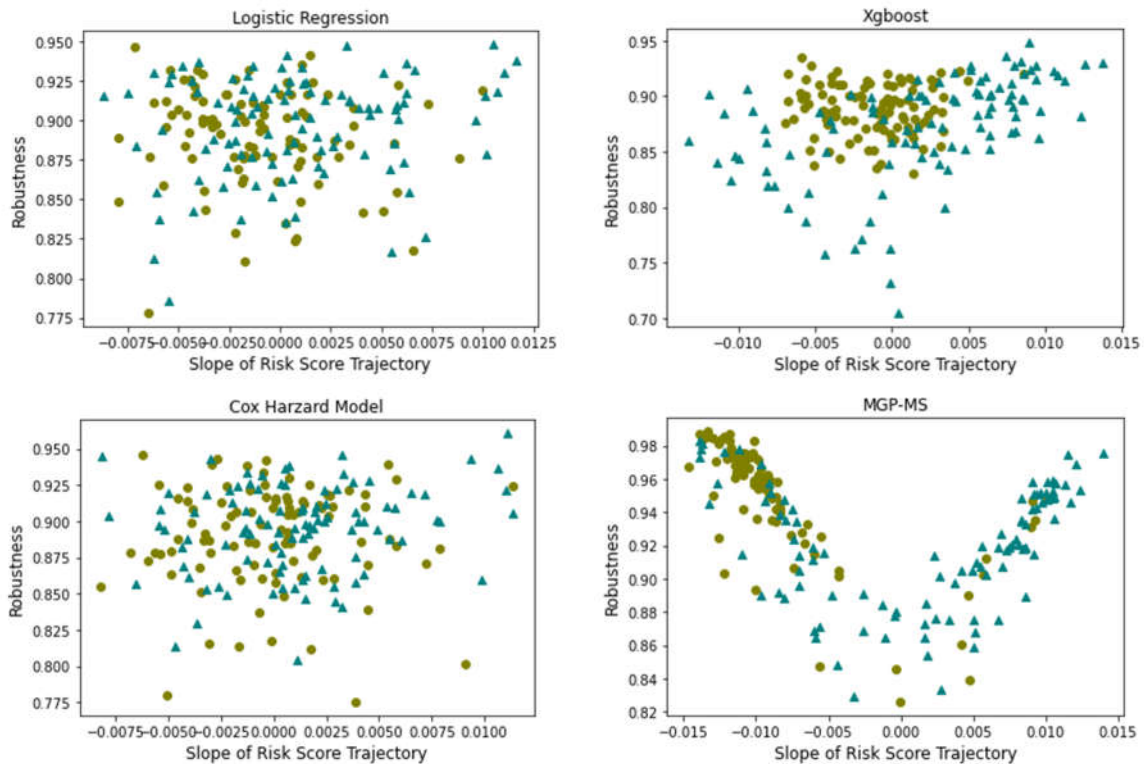 Logistic Regression
0.950
0.925
0.900
0.875
0.850
0.825
0.800
0.775
Robustness
−0.0075 −0.0050 −0.0025 0.0000 0.0025 0.0050 0.0075 0.0100 0.0125
Slope of Risk Score Trajectory
Xgboost
0.95
0.90
0.85
0.80
0.75
0.70
Robustness
−0.010 −0.005 0.000 0.005 0.010 0.015
Slope of Risk Score Trajectory
Cox Harzard Model
0.950
0.925
0.900
0.875
0.850
0.825
0.800
0.775
Robustness
−0.0075 −0.0050 −0.0025 0.0000 0.0025 0.0050 0.0075 0.0100
Slope of Risk Score Trajectory
MGP-MS
0.98
0.96
0.94
0.92
0.90
0.88
0.86
0.84
0.82
Robustness
−0.015 −0.010 −0.005 0.000 0.005 0.010 0.015
Slope of Risk Score Trajectory